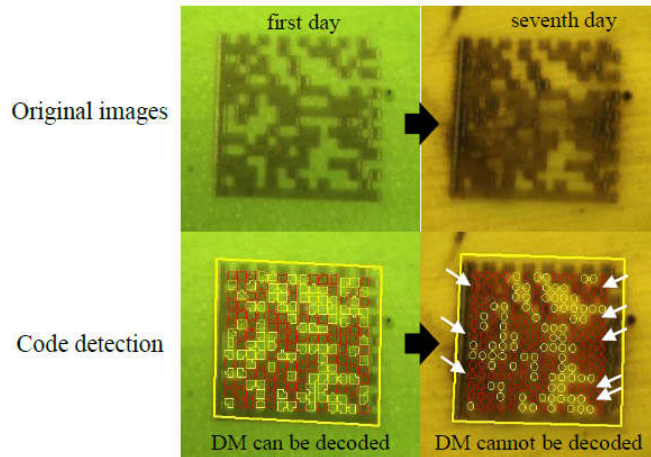 first day
seventh day
Original images
Code detection
DM can be decoded
DM cannot be decoded